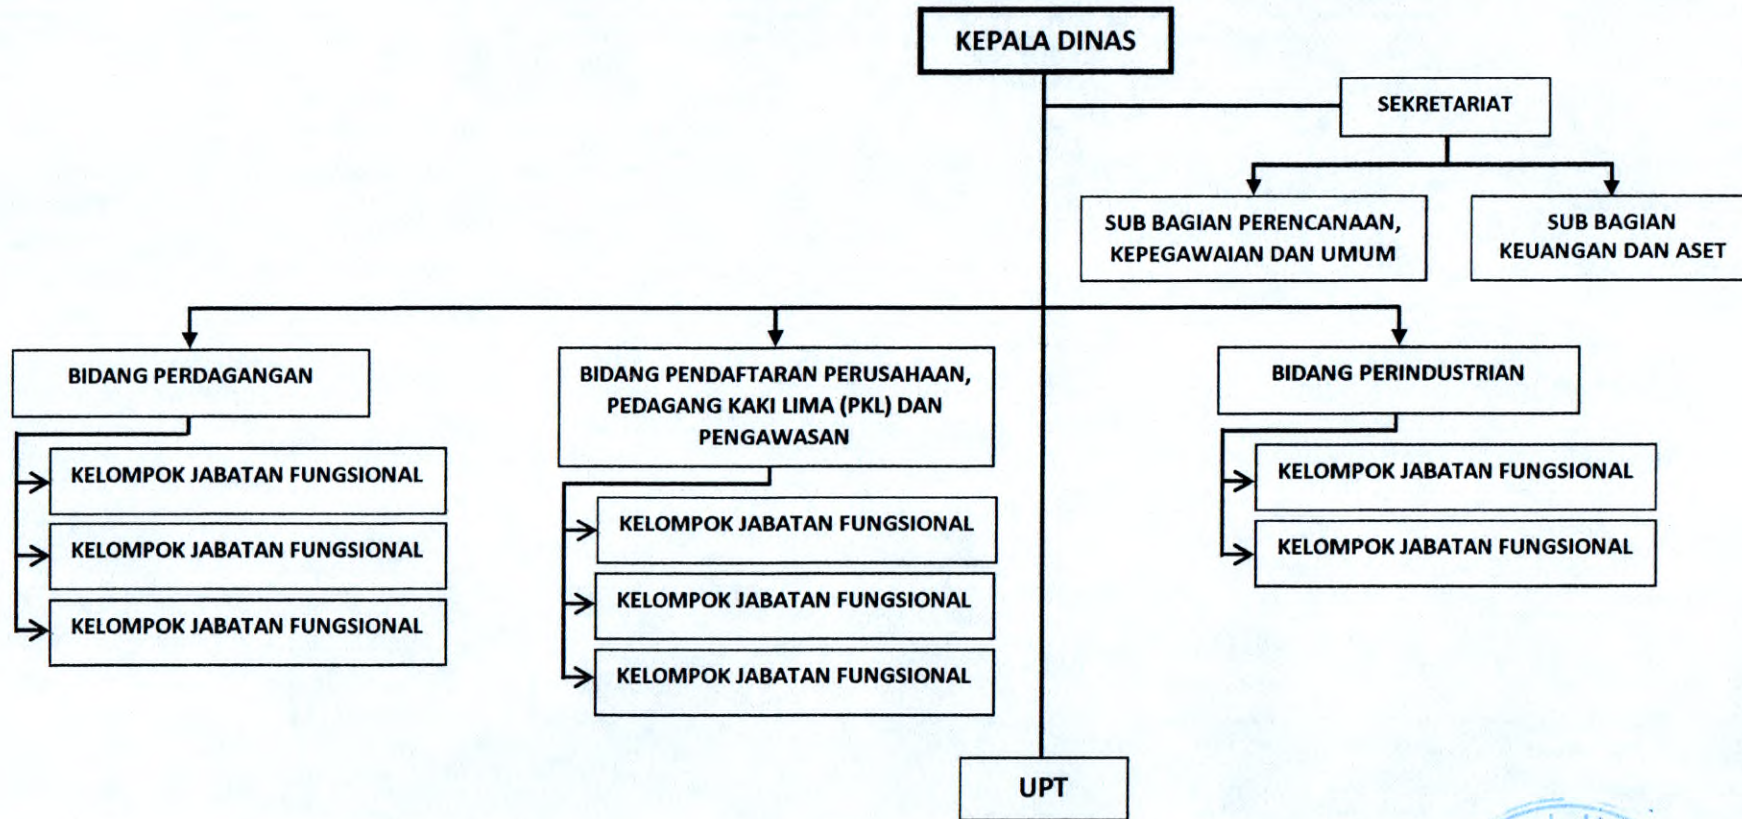 KEPALA DINAS
SEKRETARIAT
SUB BAGIAN PERENCANAAN,
KEPEGAWAIAN DAN UMUM
SUB BAGIAN
KEUANGAN DAN ASET
BIDANG PERDAGANGAN
KELOMPOK JABATAN FUNGSIONAL
KELOMPOK JABATAN FUNGSIONAL
KELOMPOK JABATAN FUNGSIONAL
BIDANG PENDAFTARAN PERUSAHAAN,
PEDAGANG KAKI LIMA (PKL) DAN
PENGAWASAN
KELOMPOK JABATAN FUNGSIONAL
KELOMPOK JABATAN FUNGSIONAL
KELOMPOK JABATAN FUNGSIONAL
BIDANG PERINDUSTRIAN
KELOMPOK JABATAN FUNGSIONAL
KELOMPOK JABATAN FUNGSIONAL
UPT